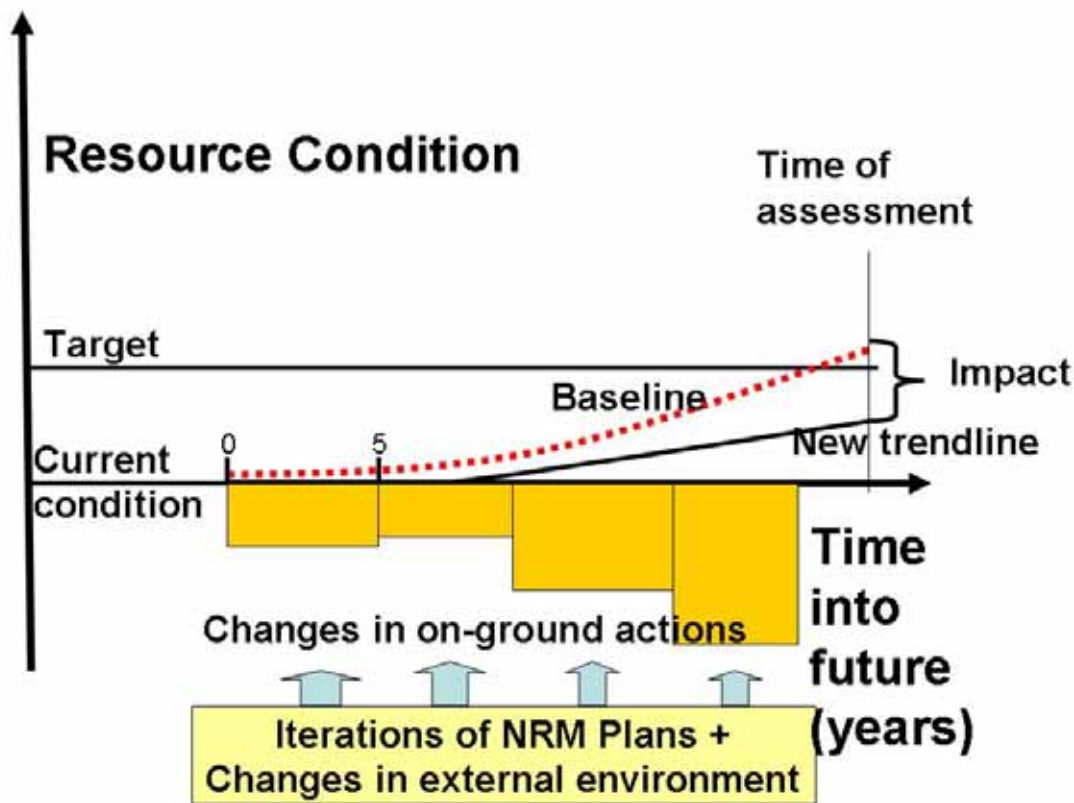 Resource Condition
Time of
assessment
Target
Baseline
Impact
New trendline
0
5
Current
condition
Time
into
future
(years)
Changes in on-ground actions
Iterations of NRM Plans +
Changes in external environment